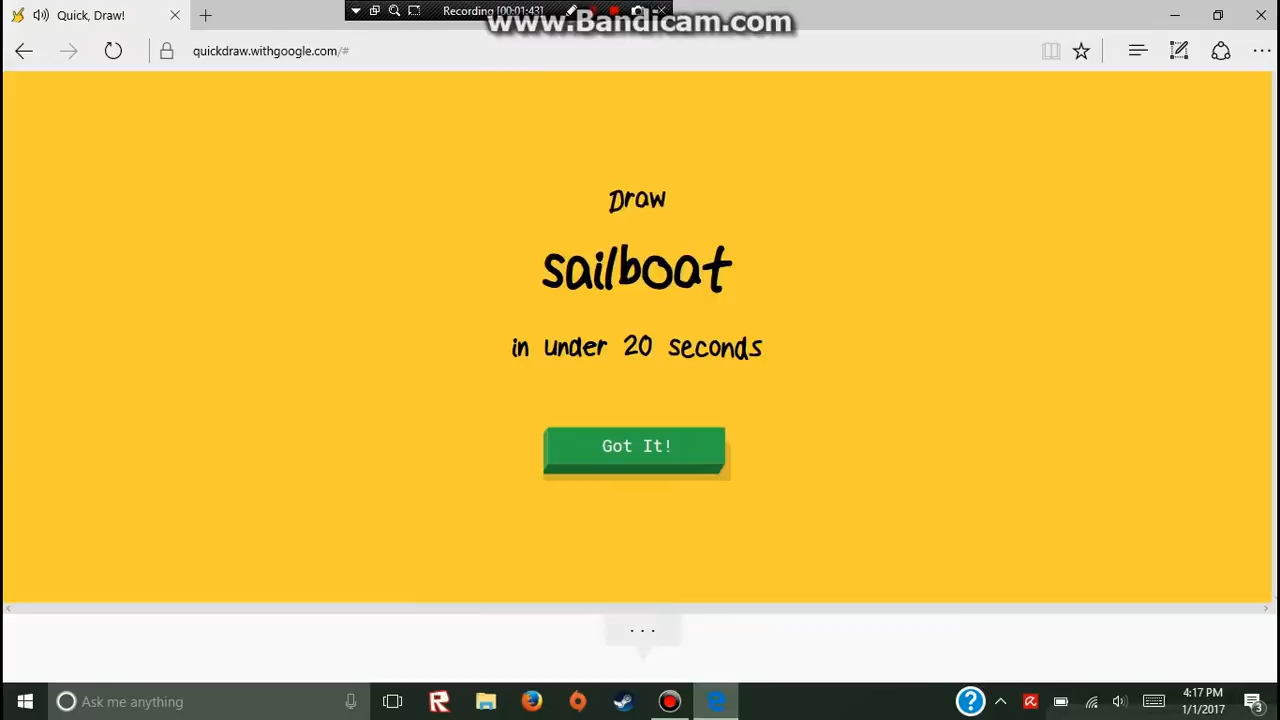 Quick, Draw!
Recording [00:01:43]
www.Bandicam.com
quickdraw.withgoogle.com/#
Draw
sailboat
in under 20 seconds
Got It!
...
Ask me anything
4:17 PM
1/1/2017
3